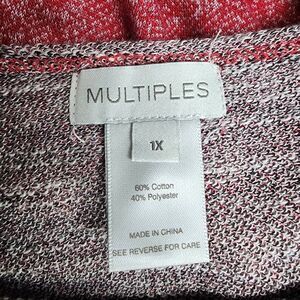 MULTIPLES
1X
60% Cotton
40% Polyester
MADE IN CHINA
SEE REVERSE FOR CARE